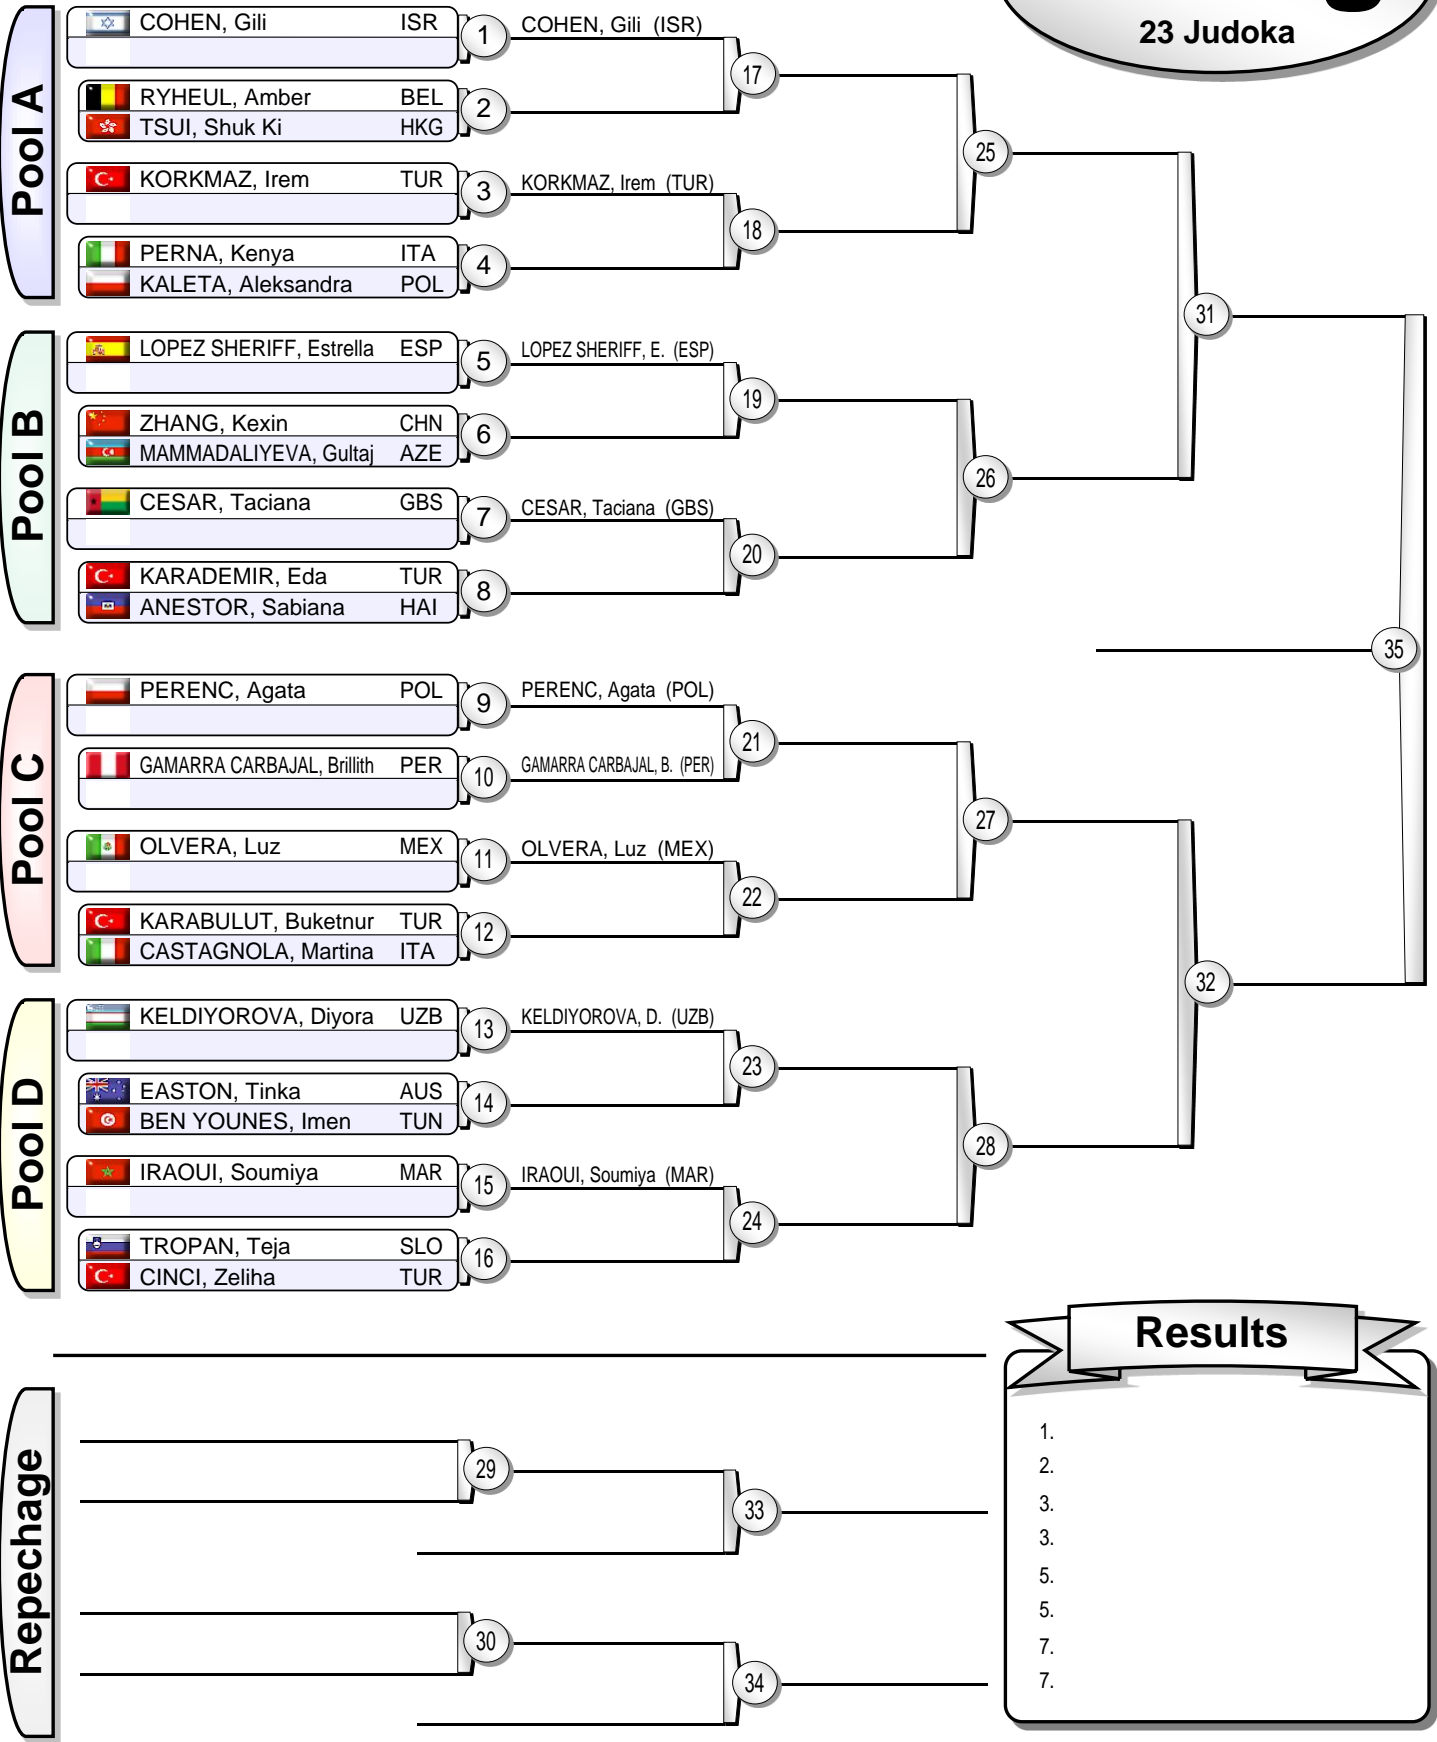 23 Judoka
Pool A
COHEN, Gili ISR
1
COHEN, Gili (ISR)
17
RYHEUL, Amber BEL
TSUI, Shuk Ki HKG
2
25
KORKMAZ, Irem TUR
3
KORKMAZ, Irem (TUR)
18
PERNA, Kenya ITA
KALETA, Aleksandra POL
4
31
Pool B
LOPEZ SHERIFF, Estrella ESP
5
LOPEZ SHERIFF, E. (ESP)
19
ZHANG, Kexin CHN
MAMMADALIYEVA, Gultaj AZE
6
26
CESAR, Taciana GBS
7
CESAR, Taciana (GBS)
20
KARADEMIR, Eda TUR
ANESTOR, Sabiana HAI
8
35
Pool C
PERENC, Agata POL
9
PERENC, Agata (POL)
21
GAMARRA CARBAJAL, Brillith PER
10
GAMARRA CARBAJAL, B. (PER)
27
OLVERA, Luz MEX
11
OLVERA, Luz (MEX)
22
KARABULUT, Buketnur TUR
CASTAGNOLA, Martina ITA
12
32
Pool D
KELDIYOROVA, Diyora UZB
13
KELDIYOROVA, D. (UZB)
23
EASTON, Tinka AUS
BEN YOUNES, Imen TUN
14
28
IRAOUI, Soumiya MAR
15
IRAOUI, Soumiya (MAR)
24
TROPAN, Teja SLO
CINCI, Zeliha TUR
16
Repechage
29
33
30
34
Results
1.
2.
3.
3.
5.
5.
7.
7.